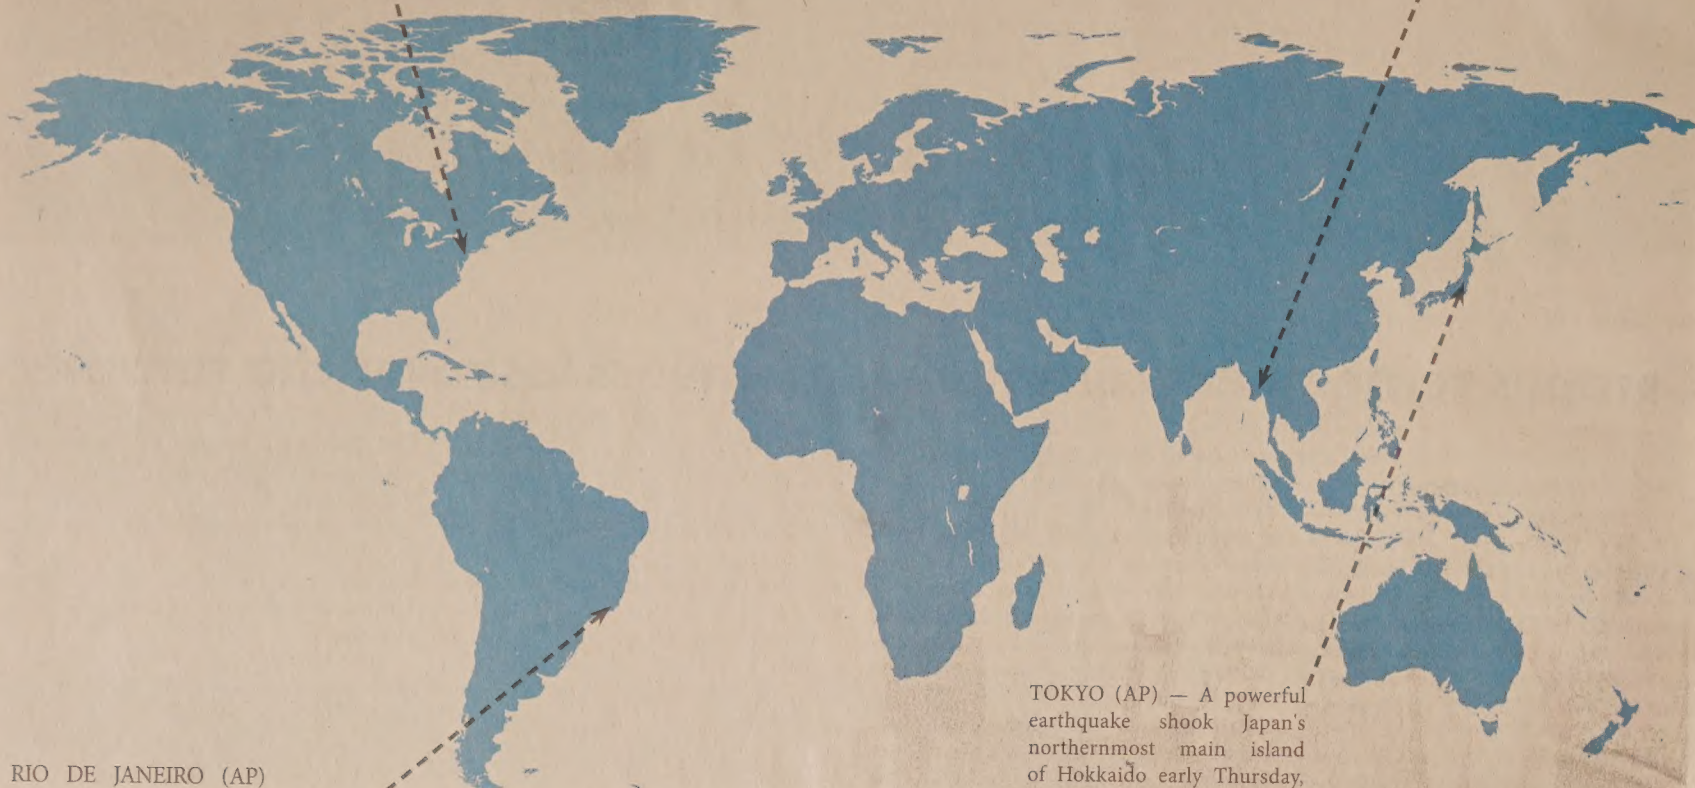 TOKYO (AP) — A powerful
earthquake shook Japan's
northernmost main island
of Hokkaido early Thursday,
RIO DE JANEIRO (AP)